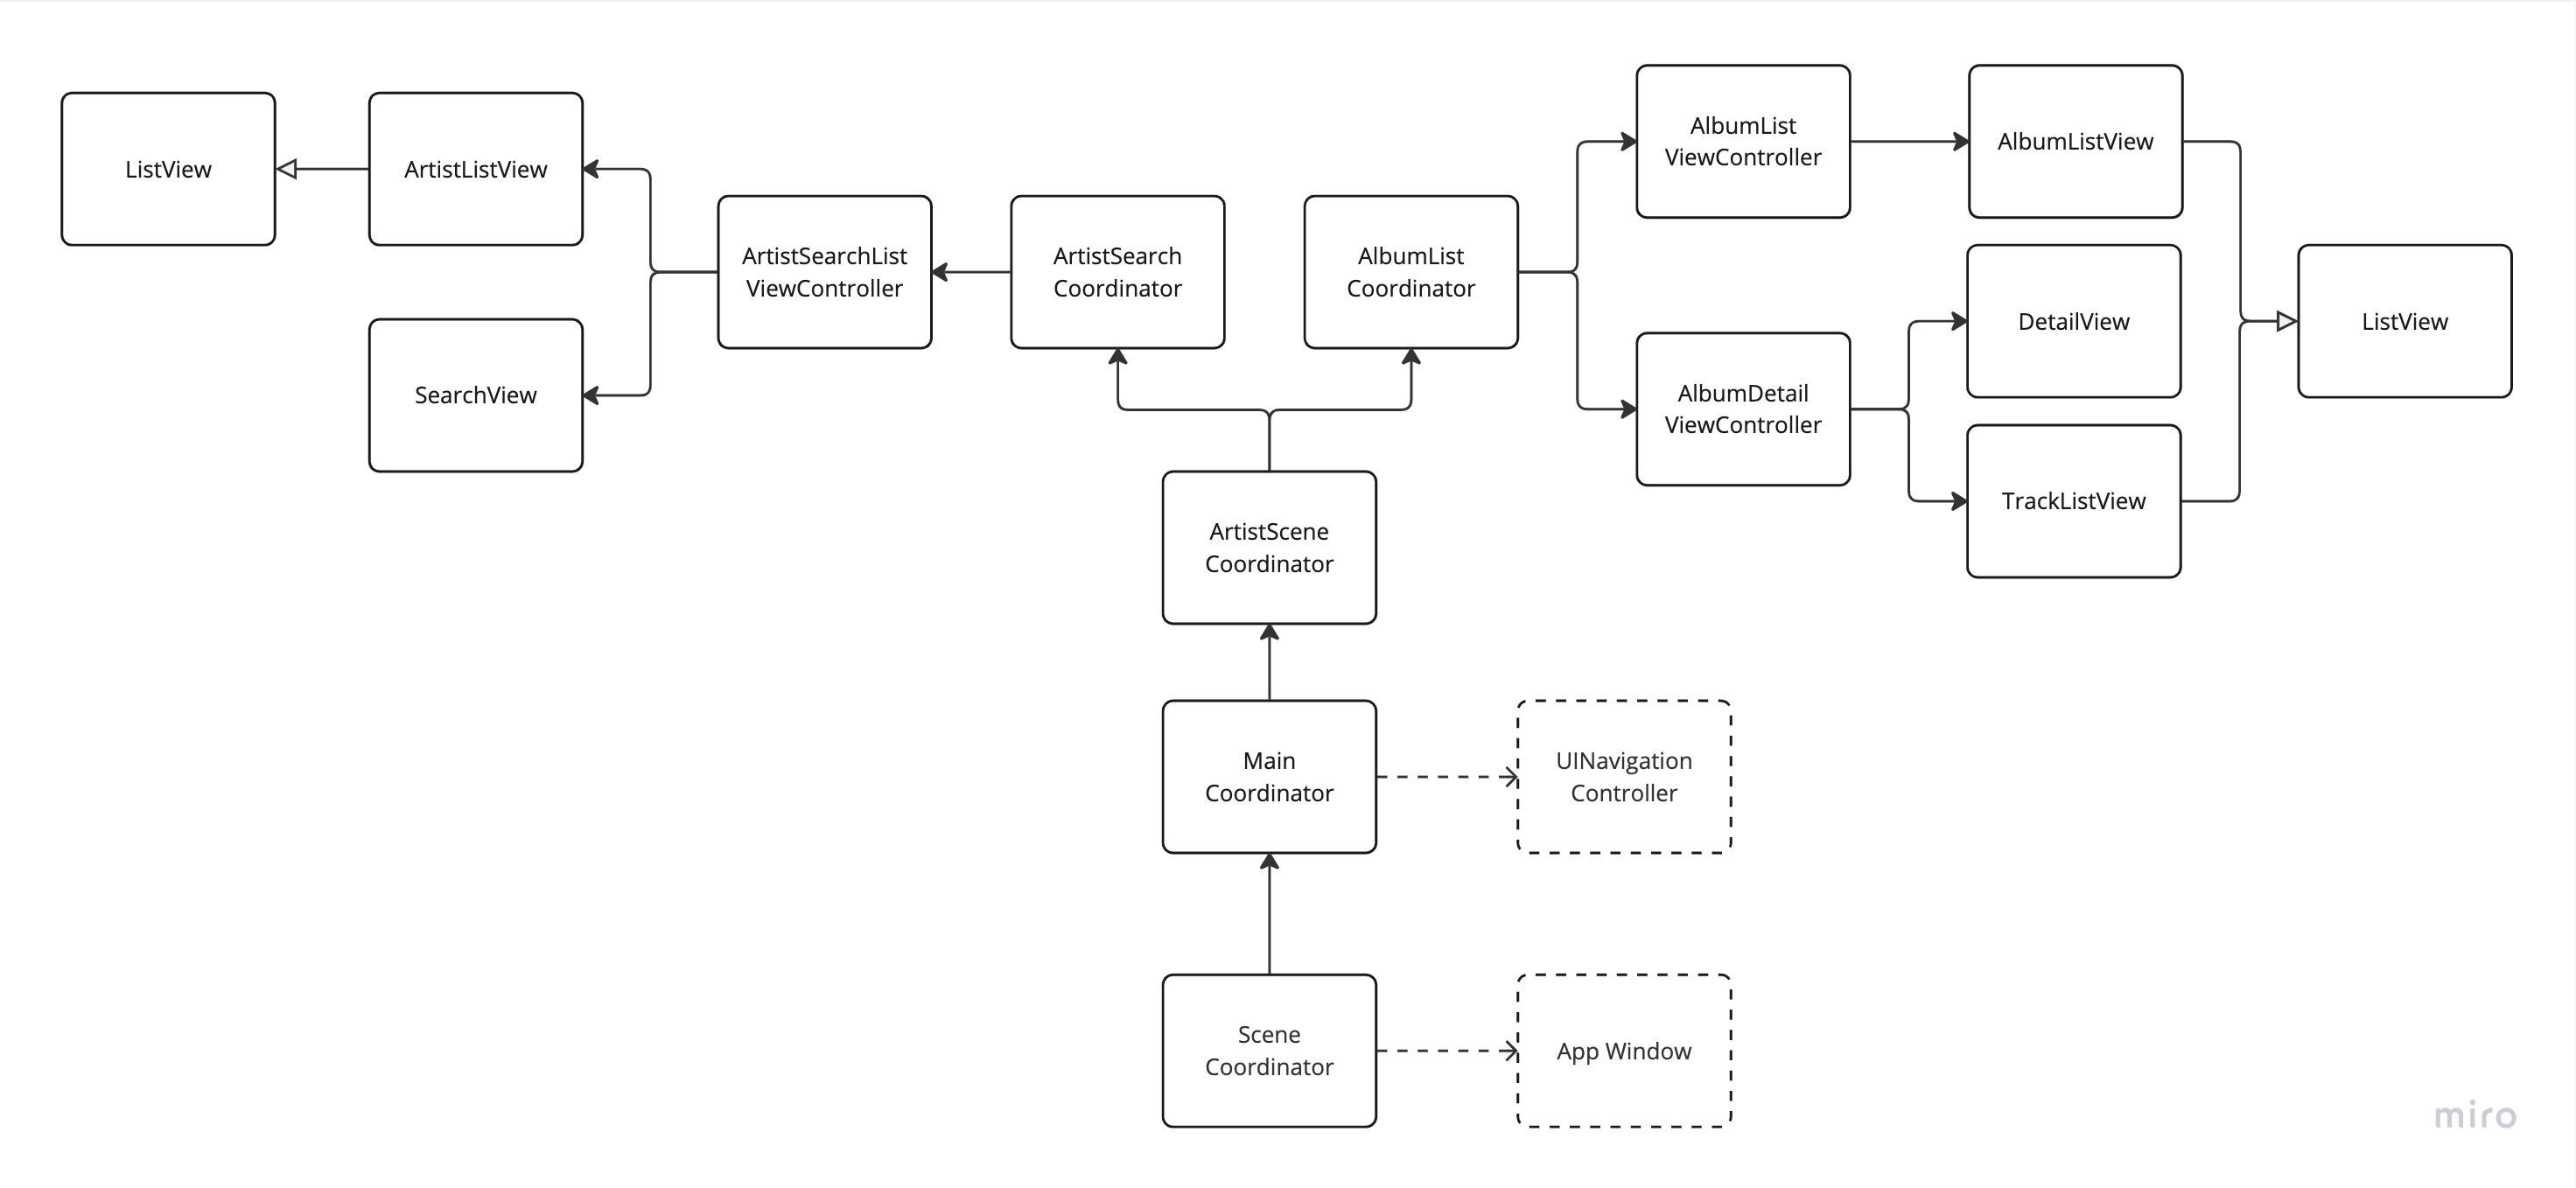 ListView
ArtistListView
SearchView
ArtistSearchList
ViewController
ArtistSearch
Coordinator
AlbumList
Coordinator
AlbumList
ViewController
AlbumListView
AlbumDetail
ViewController
DetailView
TrackListView
ListView
ArtistScene
Coordinator
Main
Coordinator
UINavigation
Controller
Scene
Coordinator
App Window
miro